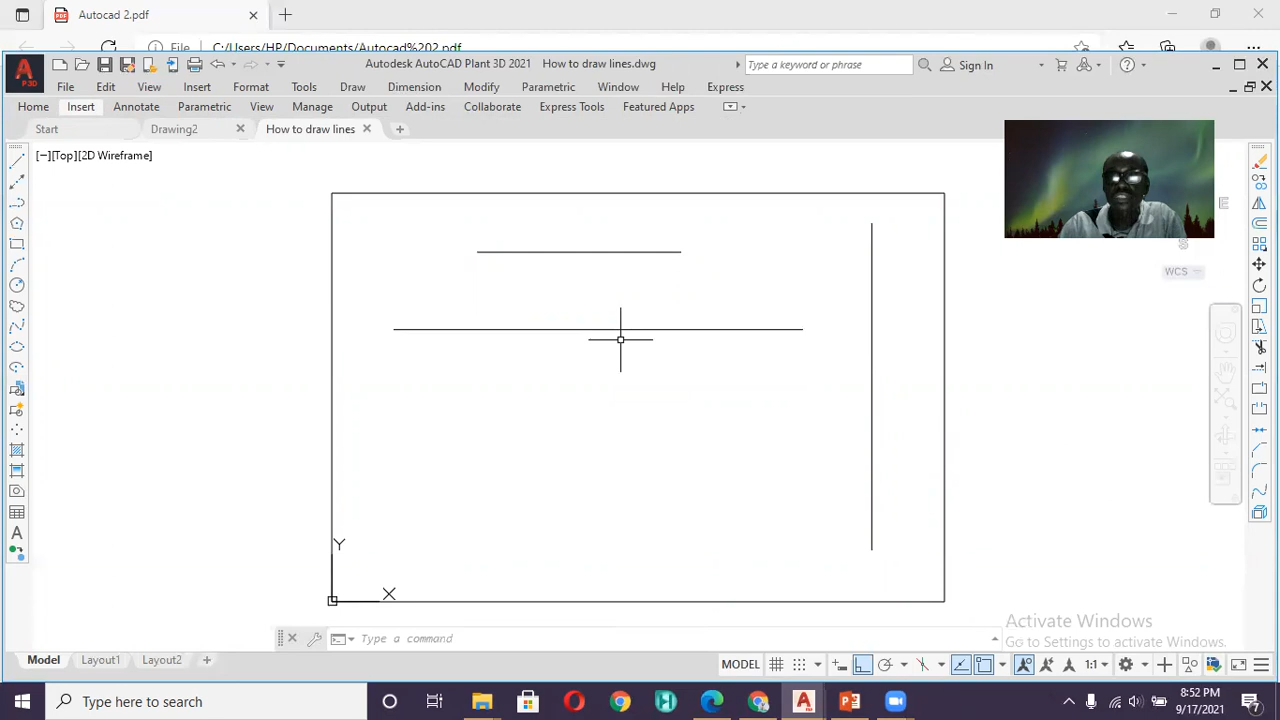 Autocad 2.pdf
File C:/Users/HP/Documents/Autocad%202.pdf
A P3D
Autodesk AutoCAD Plant 3D 2021 How to draw lines.dwg Type a keyword or phrase Sign In
File Edit View Insert Format Tools Draw Dimension Modify Parametric Window Help Express
Home Insert Annotate Parametric View Manage Output Add-ins Collaborate Express Tools Featured Apps
Start Drawing2 How to draw lines
[−][Top][2D Wireframe]
E
S
WCS
A
Y
X
Activate Windows
Go to Settings to activate Windows.
Type a command
Model Layout1 Layout2 MODEL 1:1
Type here to search
8:52 PM
9/17/2021
7